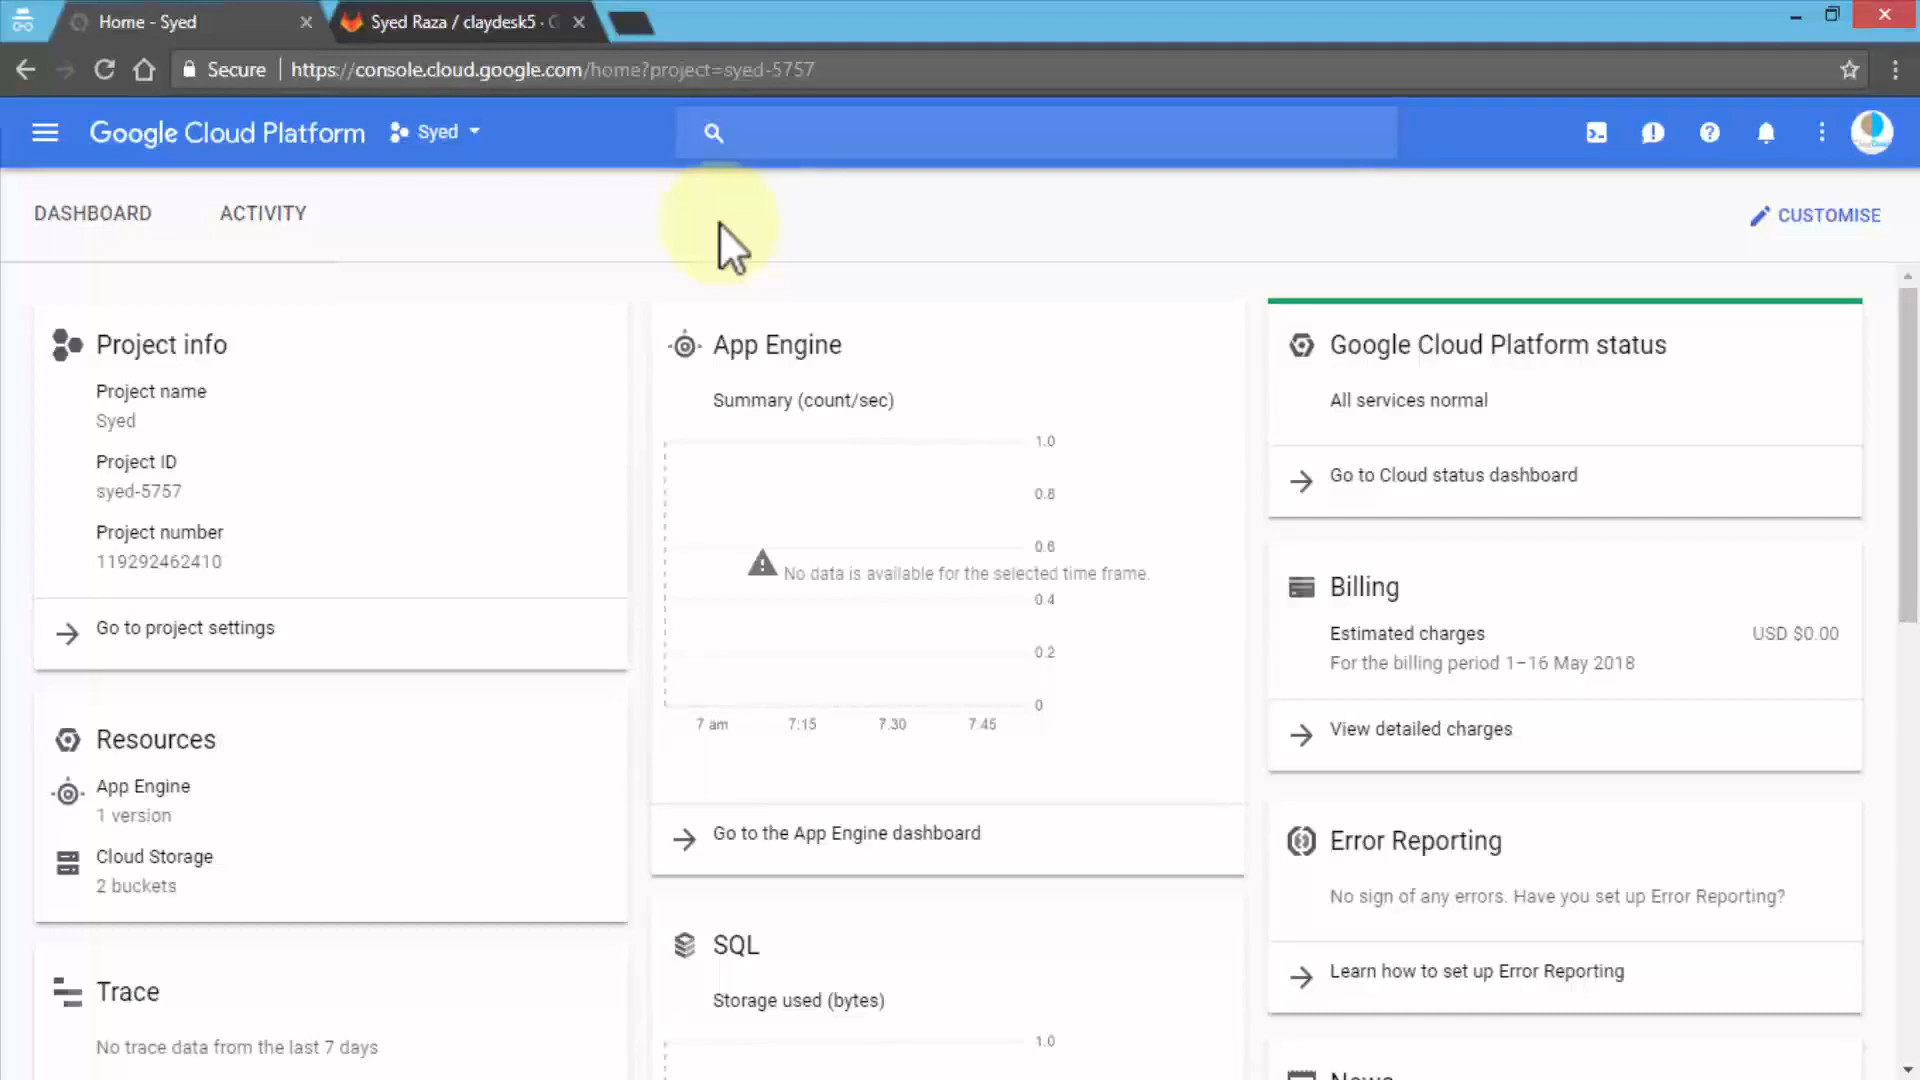 Home - Syed
Syed Raza / claydesk5 ·
Secure
https://console.cloud.google.com/home?project=syed-5757
Google Cloud Platform
Syed
DASHBOARD
ACTIVITY
CUSTOMISE
Project info
Project name
Syed
Project ID
syed-5757
Project number
119292462410
Go to project settings
Resources
App Engine
1 version
Cloud Storage
2 buckets
Trace
No trace data from the last 7 days
App Engine
Summary (count/sec)
1.0
0.8
0.6
No data is available for the selected time frame.
0.4
0.2
0
7 am
7:15
7.30
7:45
Go to the App Engine dashboard
SQL
Storage used (bytes)
1.0
Google Cloud Platform status
All services normal
Go to Cloud status dashboard
Billing
Estimated charges
USD $0.00
For the billing period 1–16 May 2018
View detailed charges
Error Reporting
No sign of any errors. Have you set up Error Reporting?
Learn how to set up Error Reporting
News